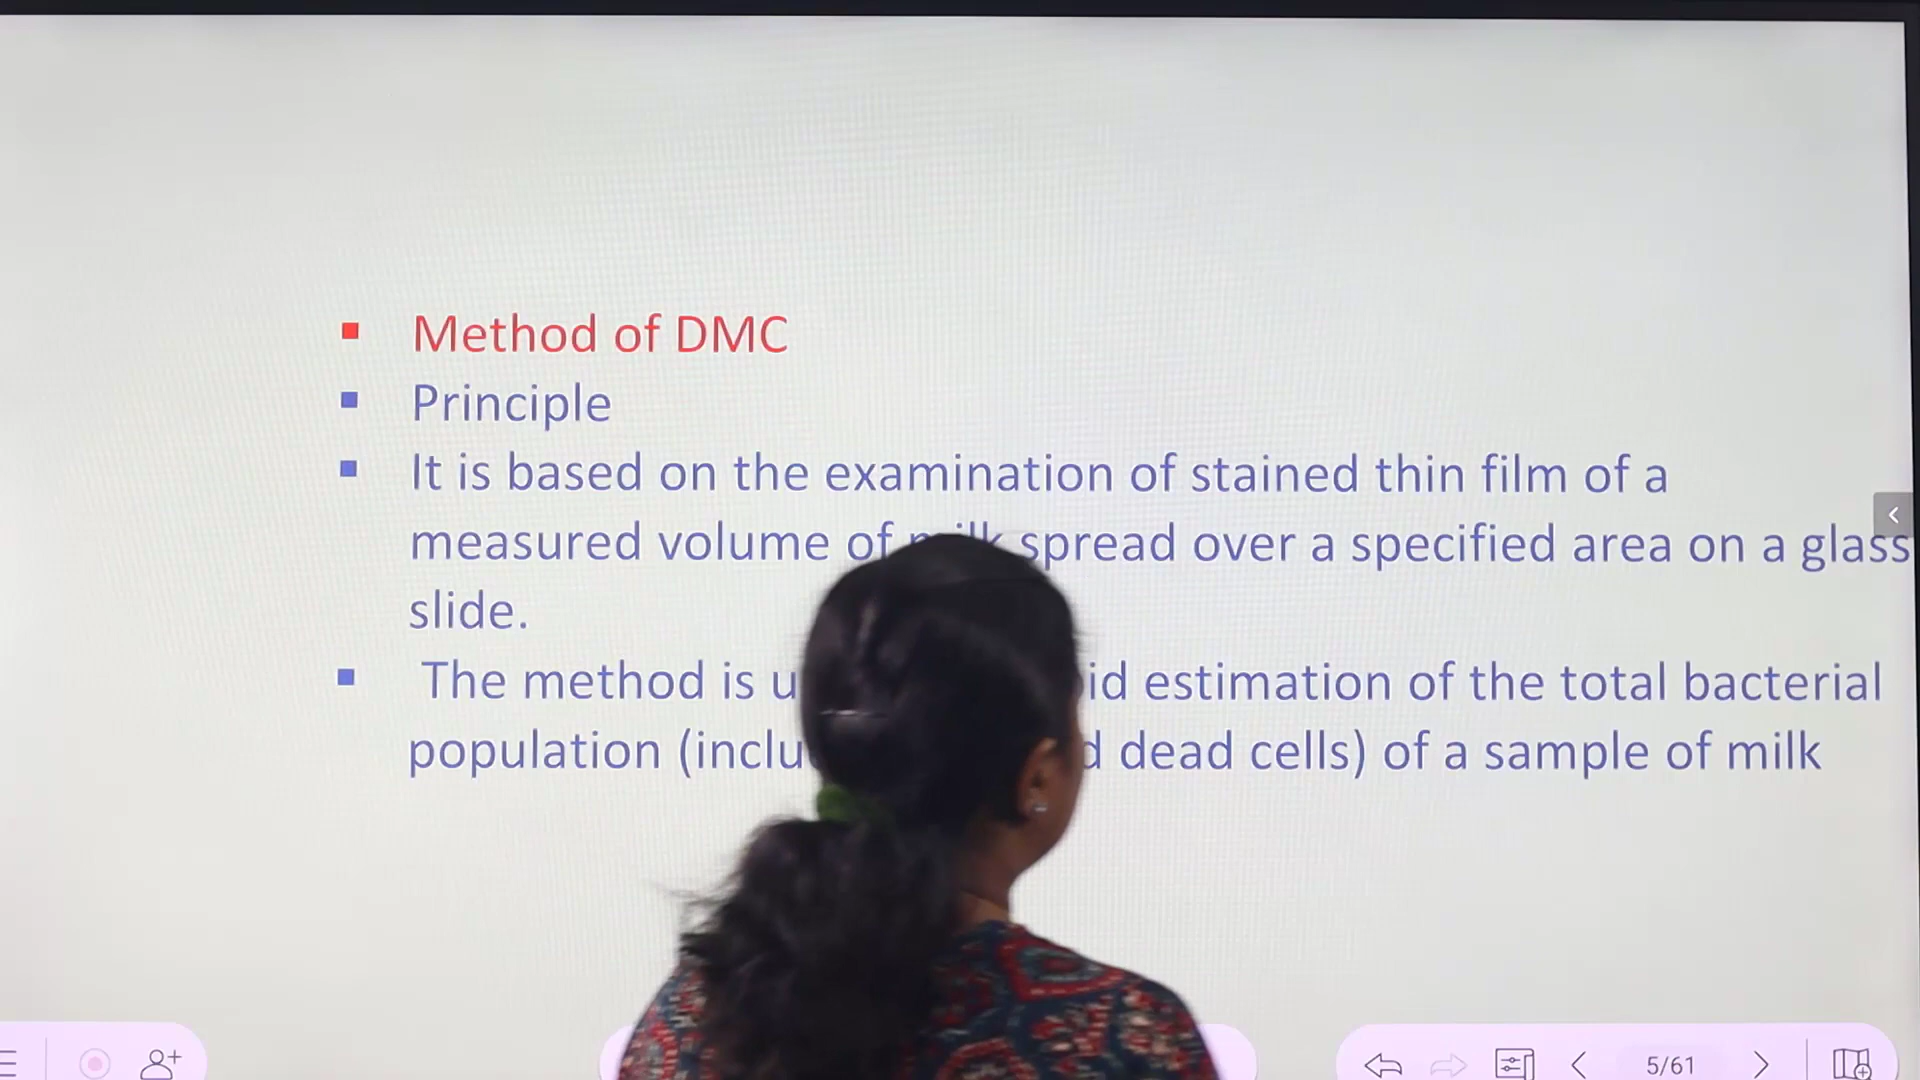 Method of DMC
Principle
It is based on the examination of stained thin film of a
measured volume of milk spread over a specified area on a glass
slide.
The method is estimation of the total bacterial
population dead cells) of a sample of milk
5/61